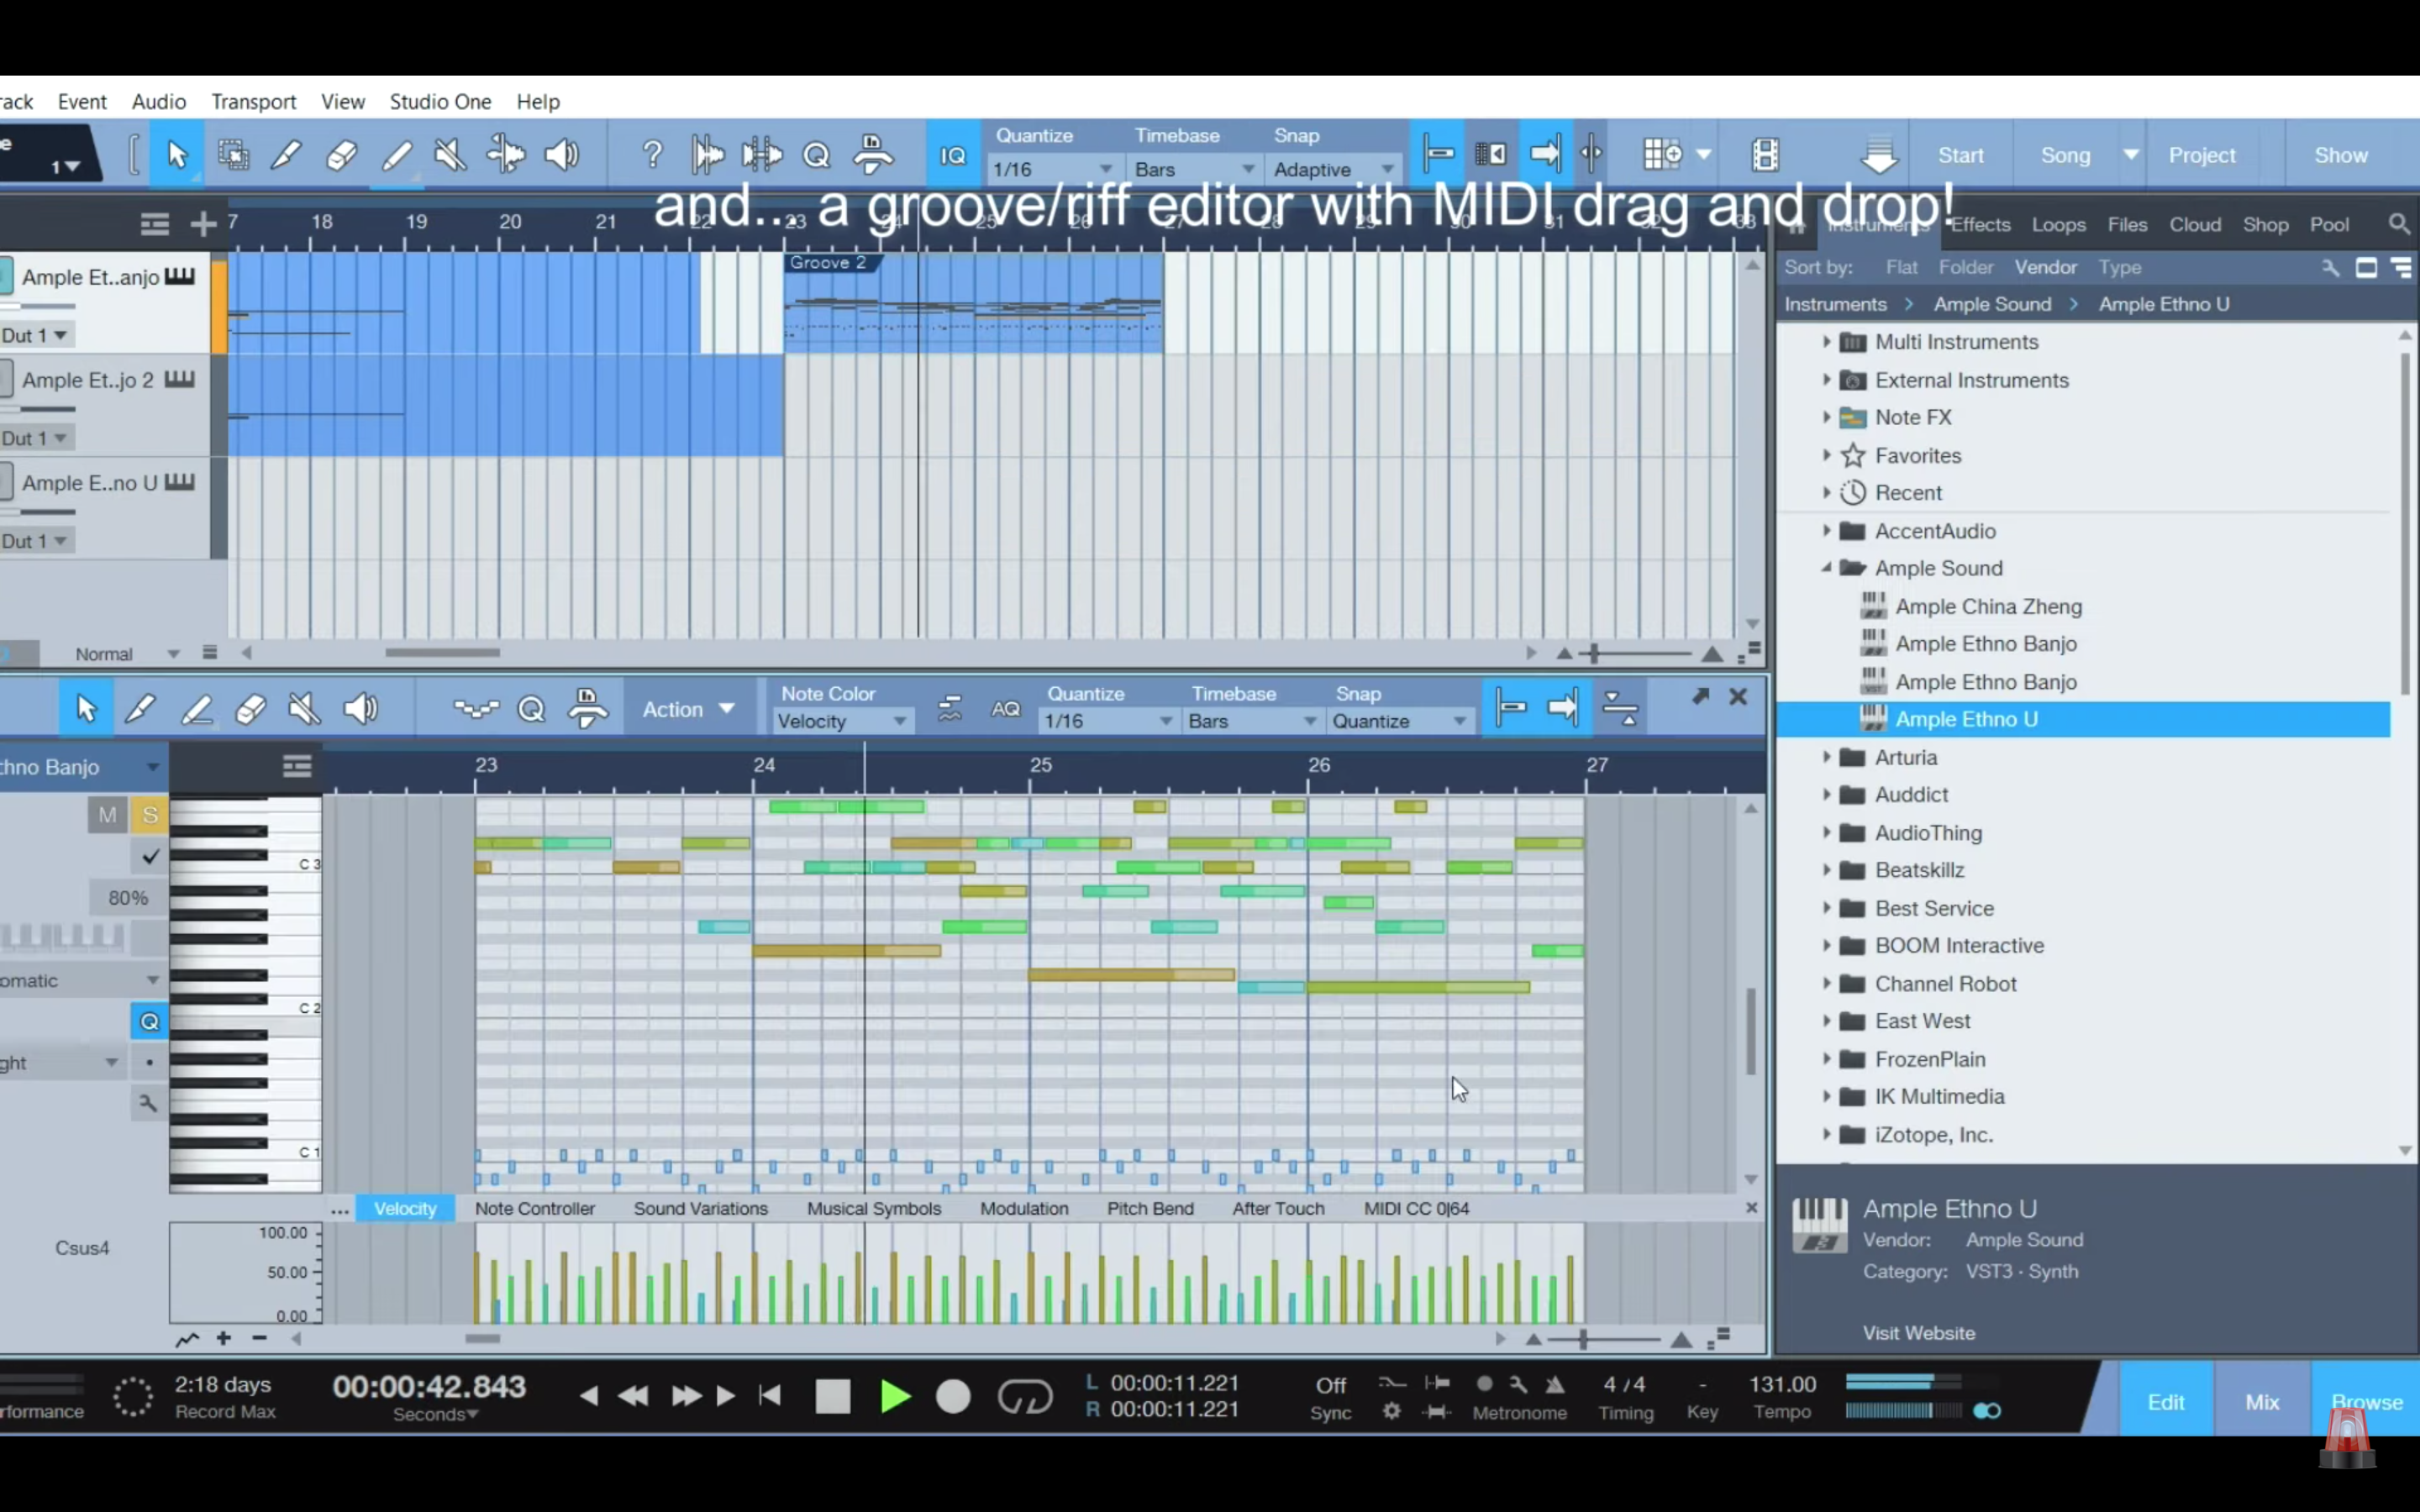 rack Event Audio Transport View Studio One Help
e
Quantize Timebase Snap
1 IQ 1/16 Bars Adaptive Start Song Project Show
and... a groove/riff editor with MIDI drag and drop!
7 18 19 20 21 22 23 24 25 26 27 28 29 30 31 32 33
Instruments Effects Loops Files Cloud Shop Pool
Sort by: Flat Folder Vendor Type
Instruments > Ample Sound > Ample Ethno U
Groove 2
Ample Et..anjo
Dut 1
Ample Et..jo 2
Dut 1
Ample E..no U
Dut 1
Normal
Multi Instruments
External Instruments
Note FX
Favorites
Recent
AccentAudio
Ample Sound
Ample China Zheng
Ample Ethno Banjo
Ample Ethno Banjo
Ample Ethno U
Arturia
Auddict
AudioThing
Beatskillz
Best Service
BOOM Interactive
Channel Robot
East West
FrozenPlain
IK Multimedia
iZotope, Inc.
Note Color Quantize Timebase Snap
Action Velocity AQ 1/16 Bars Quantize
thno Banjo 23 24 25 26 27
M S
C 3
80%
omatic
C 2
Q
ght
C 1
... Velocity Note Controller Sound Variations Musical Symbols Modulation Pitch Bend After Touch MIDI CC 0|64
100.00
Csus4
50.00
0.00
Ample Ethno U
Vendor: Ample Sound
Category: VST3 · Synth
Visit Website
2:18 days 00:00:42.843 L 00:00:11.221 Off 4 / 4 - 131.00
rformance Record Max Seconds R 00:00:11.221 Sync Metronome Timing Key Tempo
Edit Mix Browse